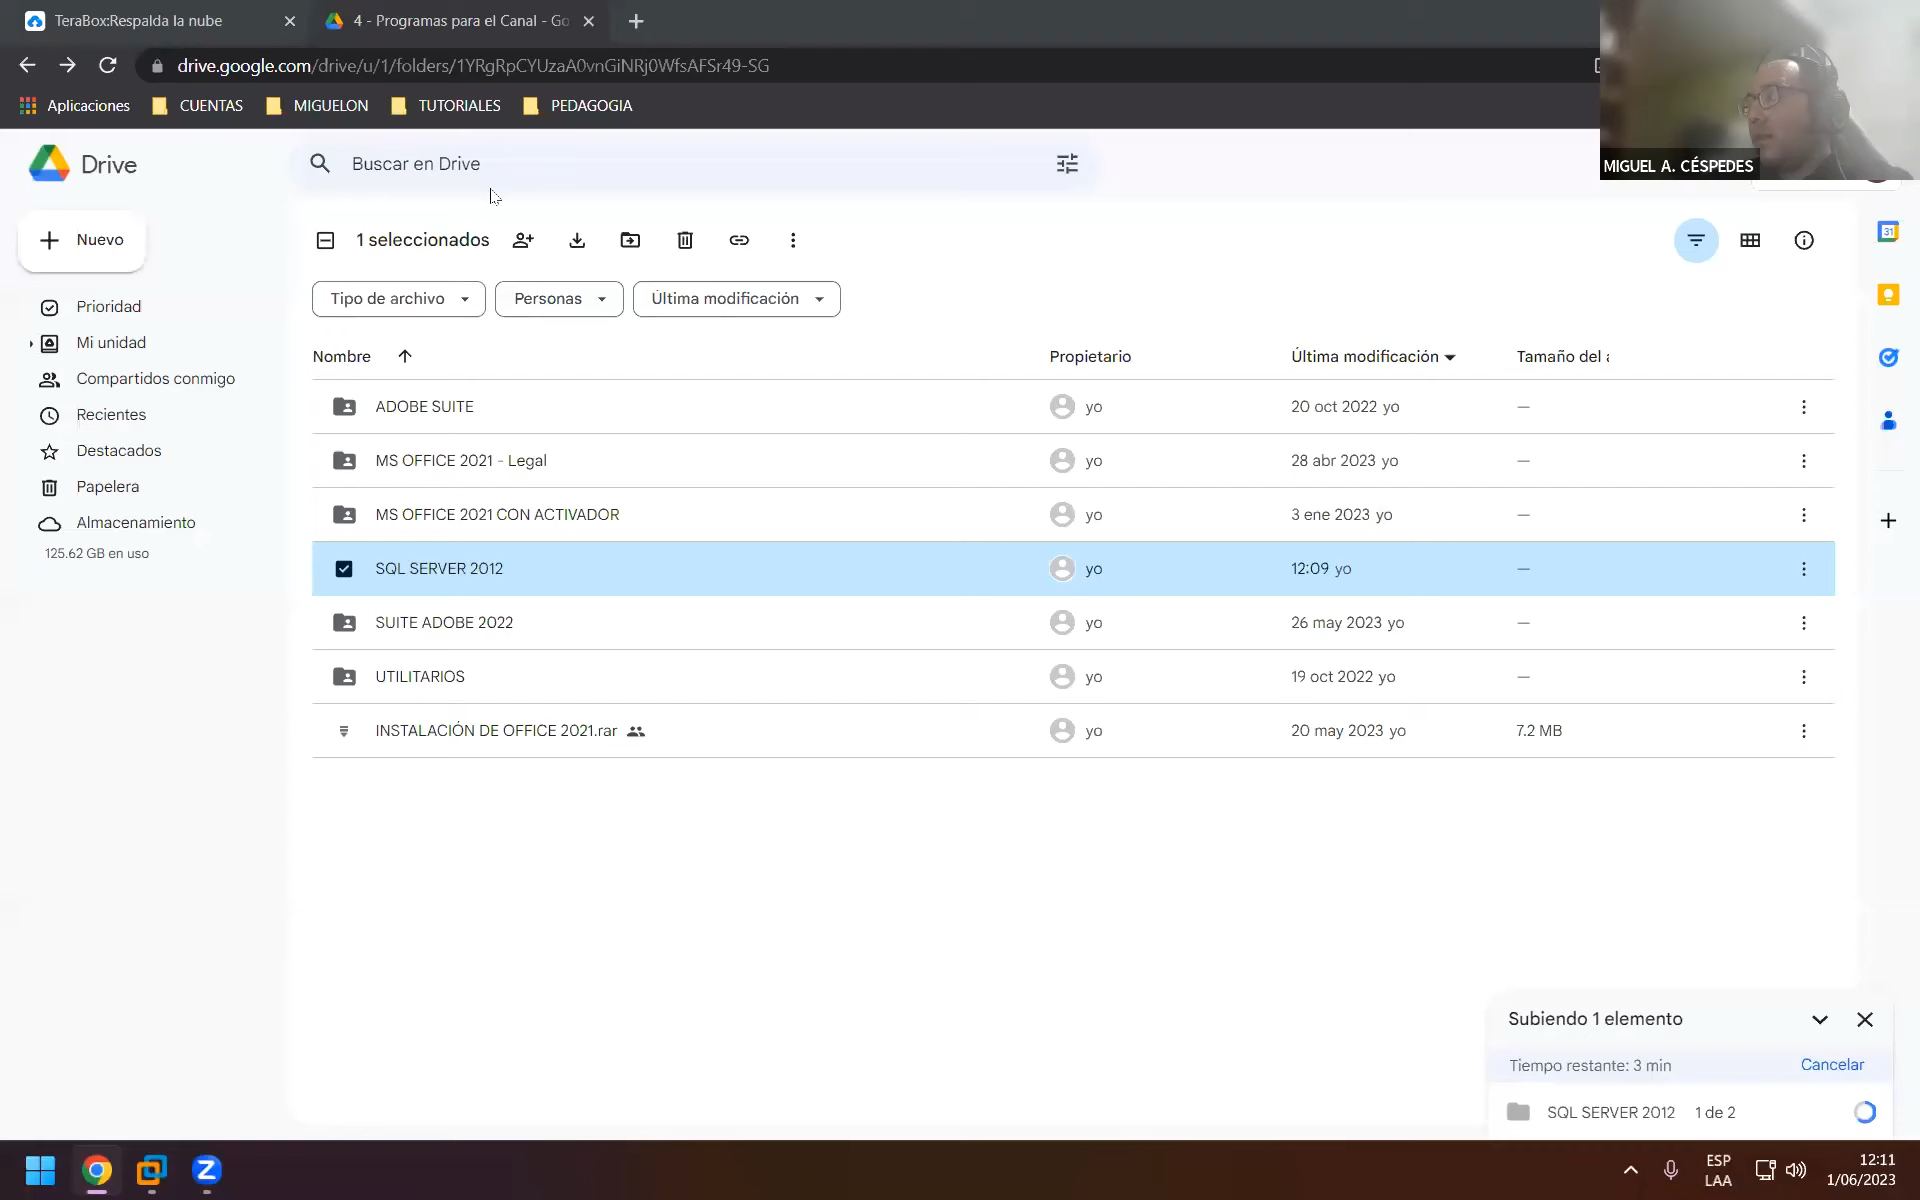 TeraBox:Respalda la nube
4 - Programas para el Canal - Go
drive.google.com/drive/u/1/folders/1YRgRpCYUzaA0vnGiNRj0WfsAFSr49-SG
Aplicaciones
CUENTAS
MIGUELON
TUTORIALES
PEDAGOGIA
MIGUEL A. CÉSPEDES
Drive
Buscar en Drive
Nuevo
1 seleccionados
31
Tipo de archivo
Personas
Última modificación
Prioridad
Mi unidad
Compartidos conmigo
Recientes
Destacados
Papelera
Almacenamiento
125.62 GB en uso
Nombre
Propietario
Última modificación
Tamaño del a
ADOBE SUITE
yo
20 oct 2022 yo
—
MS OFFICE 2021 - Legal
yo
28 abr 2023 yo
—
MS OFFICE 2021 CON ACTIVADOR
yo
3 ene 2023 yo
—
SQL SERVER 2012
yo
12:09 yo
—
SUITE ADOBE 2022
yo
26 may 2023 yo
—
UTILITARIOS
yo
19 oct 2022 yo
—
INSTALACIÓN DE OFFICE 2021.rar
yo
20 may 2023 yo
7.2 MB
Subiendo 1 elemento
Tiempo restante: 3 min
Cancelar
SQL SERVER 2012
1 de 2
ESP
LAA
12:11
1/06/2023